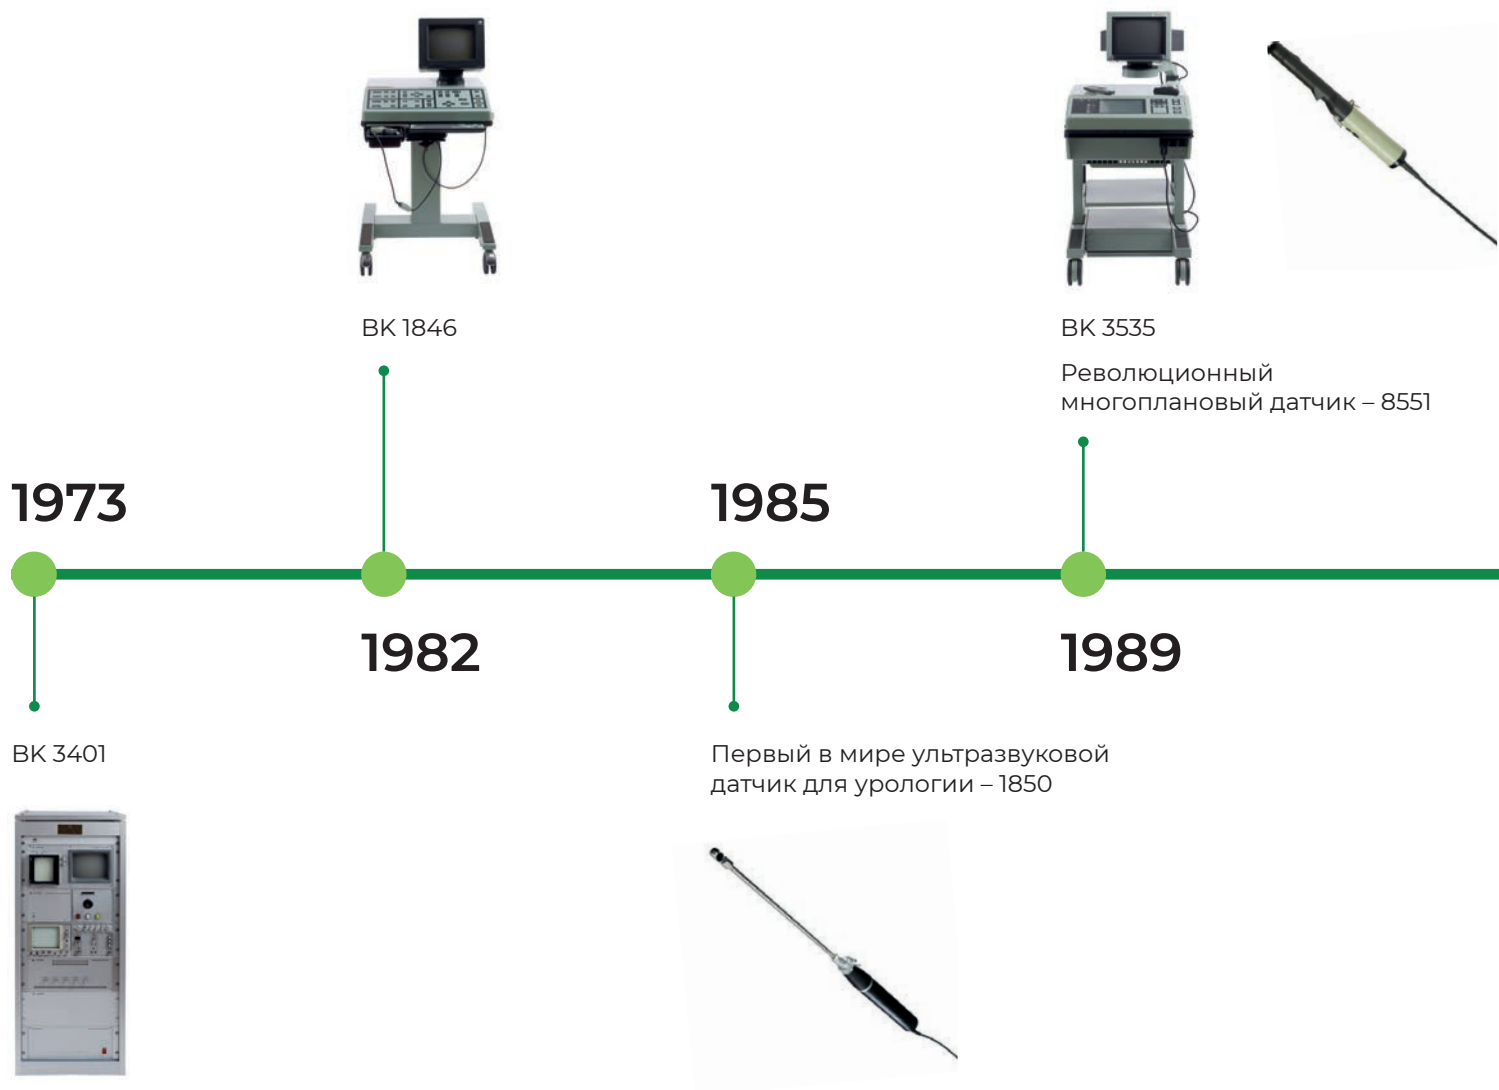 BK 1846
BK 3535
Революционный
многоплановый датчик – 8551
1973
1985
1982
1989
BK 3401
Первый в мире ультразвуковой
датчик для урологии – 1850